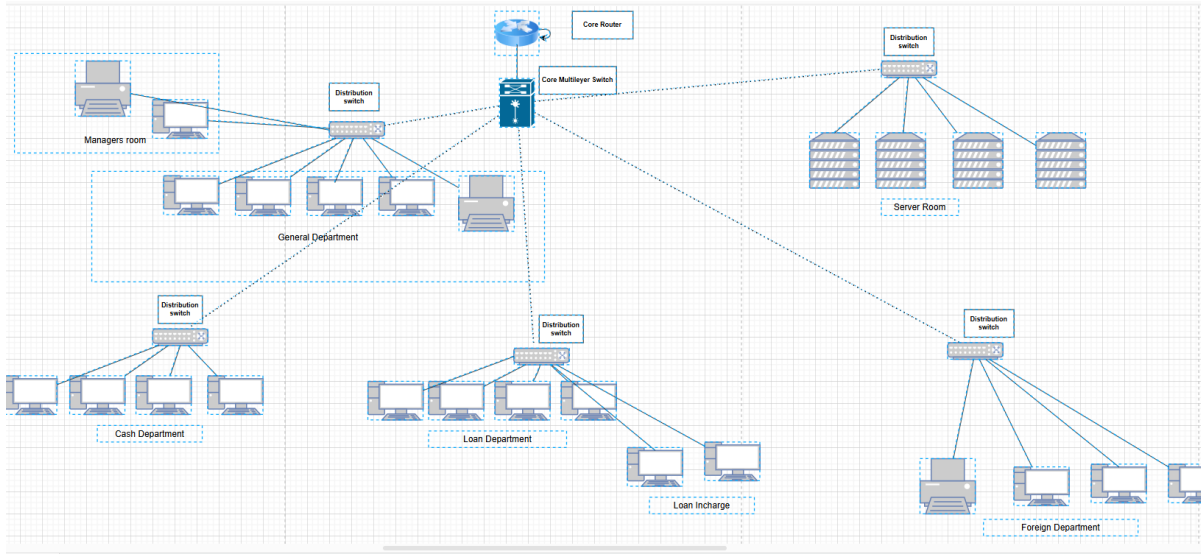 Core Router
Distribution
switch
Core Multileyer Switch
Distribution
switch
Managers room
Server Room
General Department
Distribution
switch
Distribution
switch
Distribution
switch
Cash Department
Loan Department
Loan Incharge
Foreign Department